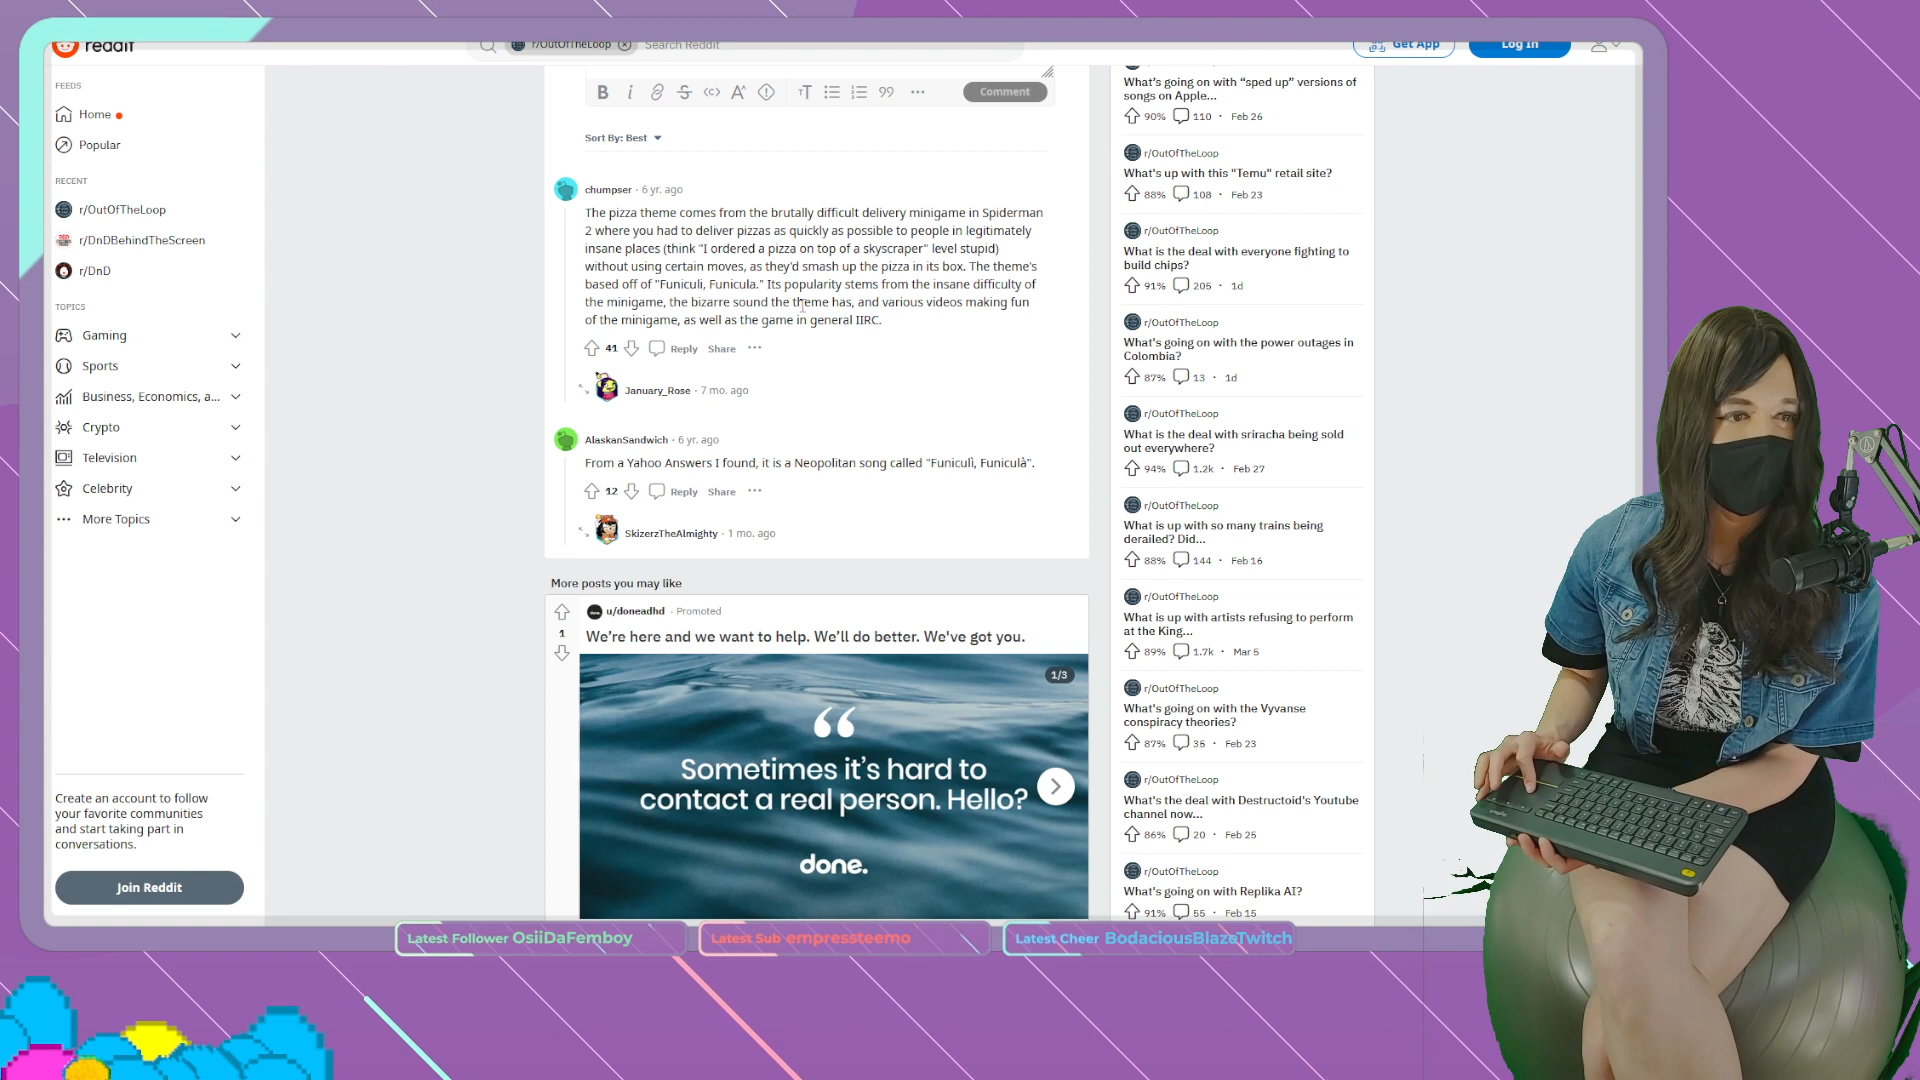 reddit
r/OutOfTheLoop
Search Reddit
Get App
Log In
FEEDS
Home
Popular
RECENT
r/OutOfTheLoop
r/DnDBehindTheScreen
r/DnD
TOPICS
Gaming
Sports
Business, Economics, a...
Crypto
Television
Celebrity
More Topics
Create an account to follow
your favorite communities
and start taking part in
conversations.
Join Reddit
Comment
Sort By: Best
chumpser · 6 yr. ago
The pizza theme comes from the brutally difficult delivery minigame in Spiderman
2 where you had to deliver pizzas as quickly as possible to people in legitimately
insane places (think "I ordered a pizza on top of a skyscraper" level stupid)
without using certain moves, as they'd smash up the pizza in its box. The theme's
based off of "Funiculi, Funicula." Its popularity stems from the insane difficulty of
the minigame, the bizarre sound the theme has, and various videos making fun
of the minigame, as well as the game in general IIRC.
41 Reply Share ···
January_Rose · 7 mo. ago
AlaskanSandwich · 6 yr. ago
From a Yahoo Answers I found, it is a Neopolitan song called "Funiculì, Funiculà".
12 Reply Share ···
SkizerzTheAlmighty · 1 mo. ago
More posts you may like
u/doneadhd · Promoted
1
We're here and we want to help. We'll do better. We've got you.
1/3
“
Sometimes it's hard to
contact a real person. Hello?
done.
What's going on with “sped up” versions of
songs on Apple...
90% 110 · Feb 26
r/OutOfTheLoop
What's up with this "Temu" retail site?
88% 108 · Feb 23
r/OutOfTheLoop
What is the deal with everyone fighting to
build chips?
91% 205 · 1d
r/OutOfTheLoop
What's going on with the power outages in
Colombia?
87% 13 · 1d
r/OutOfTheLoop
What is the deal with sriracha being sold
out everywhere?
94% 1.2k · Feb 27
r/OutOfTheLoop
What is up with so many trains being
derailed? Did...
88% 144 · Feb 16
r/OutOfTheLoop
What is up with artists refusing to perform
at the King...
89% 1.7k · Mar 5
r/OutOfTheLoop
What's going on with the Vyvanse
conspiracy theories?
87% 35 · Feb 23
r/OutOfTheLoop
What's the deal with Destructoid's Youtube
channel now...
86% 20 · Feb 25
r/OutOfTheLoop
What's going on with Replika AI?
91% 55 · Feb 15
Latest Follower OsiiDaFemboy
Latest Sub empressteemo
Latest Cheer BodaciousBlazeTwitch